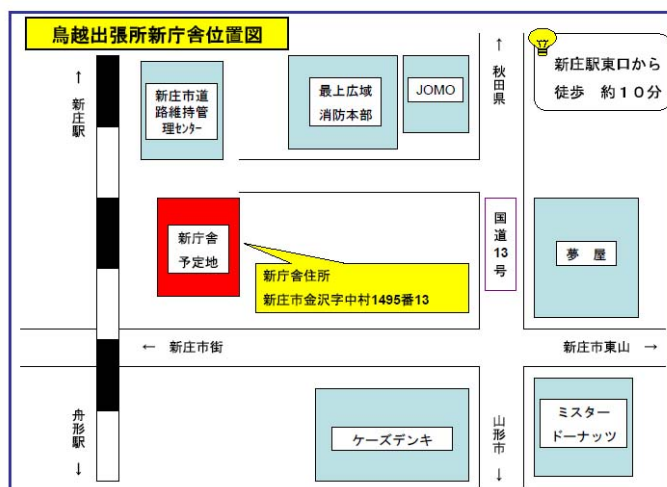 鳥越出張所新庁舎位置図
新庄駅東口から
徒歩 約10分
↑
新庄駅
新庄市道
路維持管
理センター
最上広域
消防本部
JOMO
↑
秋田県
新庁舎
予定地
国道13号
夢 屋
新庁舎住所
新庄市金沢字中村1495番13
← 新庄市街
新庄市東山 →
舟形駅
↓
ケーズデンキ
山形市
↓
ミスター
ドーナッツ